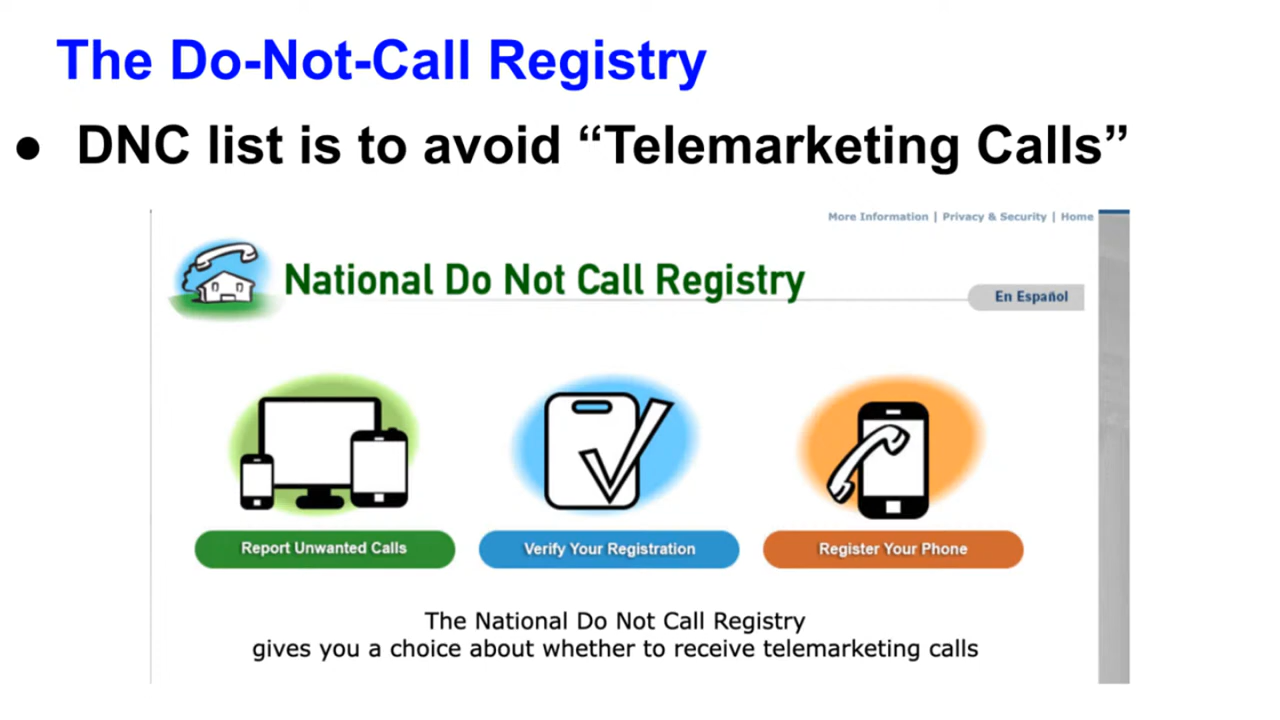 The Do-Not-Call Registry
● DNC list is to avoid “Telemarketing Calls”
More Information | Privacy & Security | Home
National Do Not Call Registry
En Español
Report Unwanted Calls
Verify Your Registration
Register Your Phone
The National Do Not Call Registry
gives you a choice about whether to receive telemarketing calls